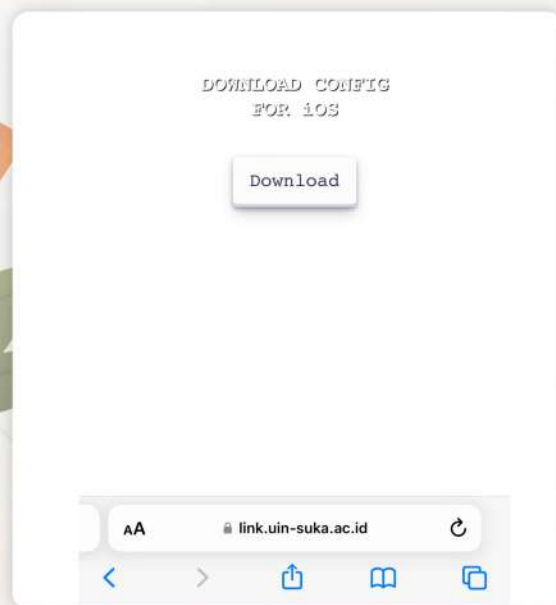 DOWNLOAD CONFIG
FOR iOS
Download
AA
link.uin-suka.ac.id